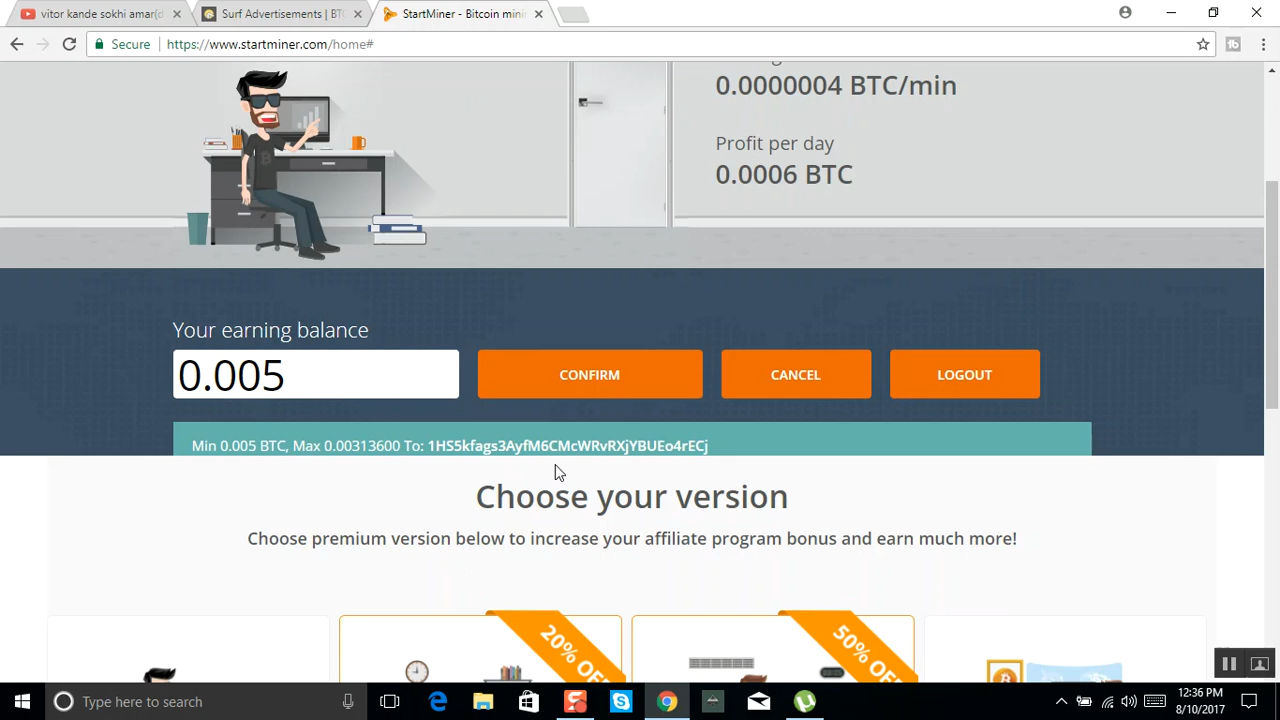 vitor kande sokhi amar(d
Surf Advertisements | BTC
StartMiner - Bitcoin mini
Secure
https://www.startminer.com/home#
0.0000004 BTC/min
Profit per day
0.0006 BTC
Your earning balance
0.005
CONFIRM
CANCEL
LOGOUT
Min 0.005 BTC, Max 0.00313600 To: 1HS5kfags3AyfM6CMcWRvRXjYBUEo4rECj
Choose your version
Choose premium version below to increase your affiliate program bonus and earn much more!
20% OFF
50% OFF
Type here to search
12:36 PM
8/10/2017